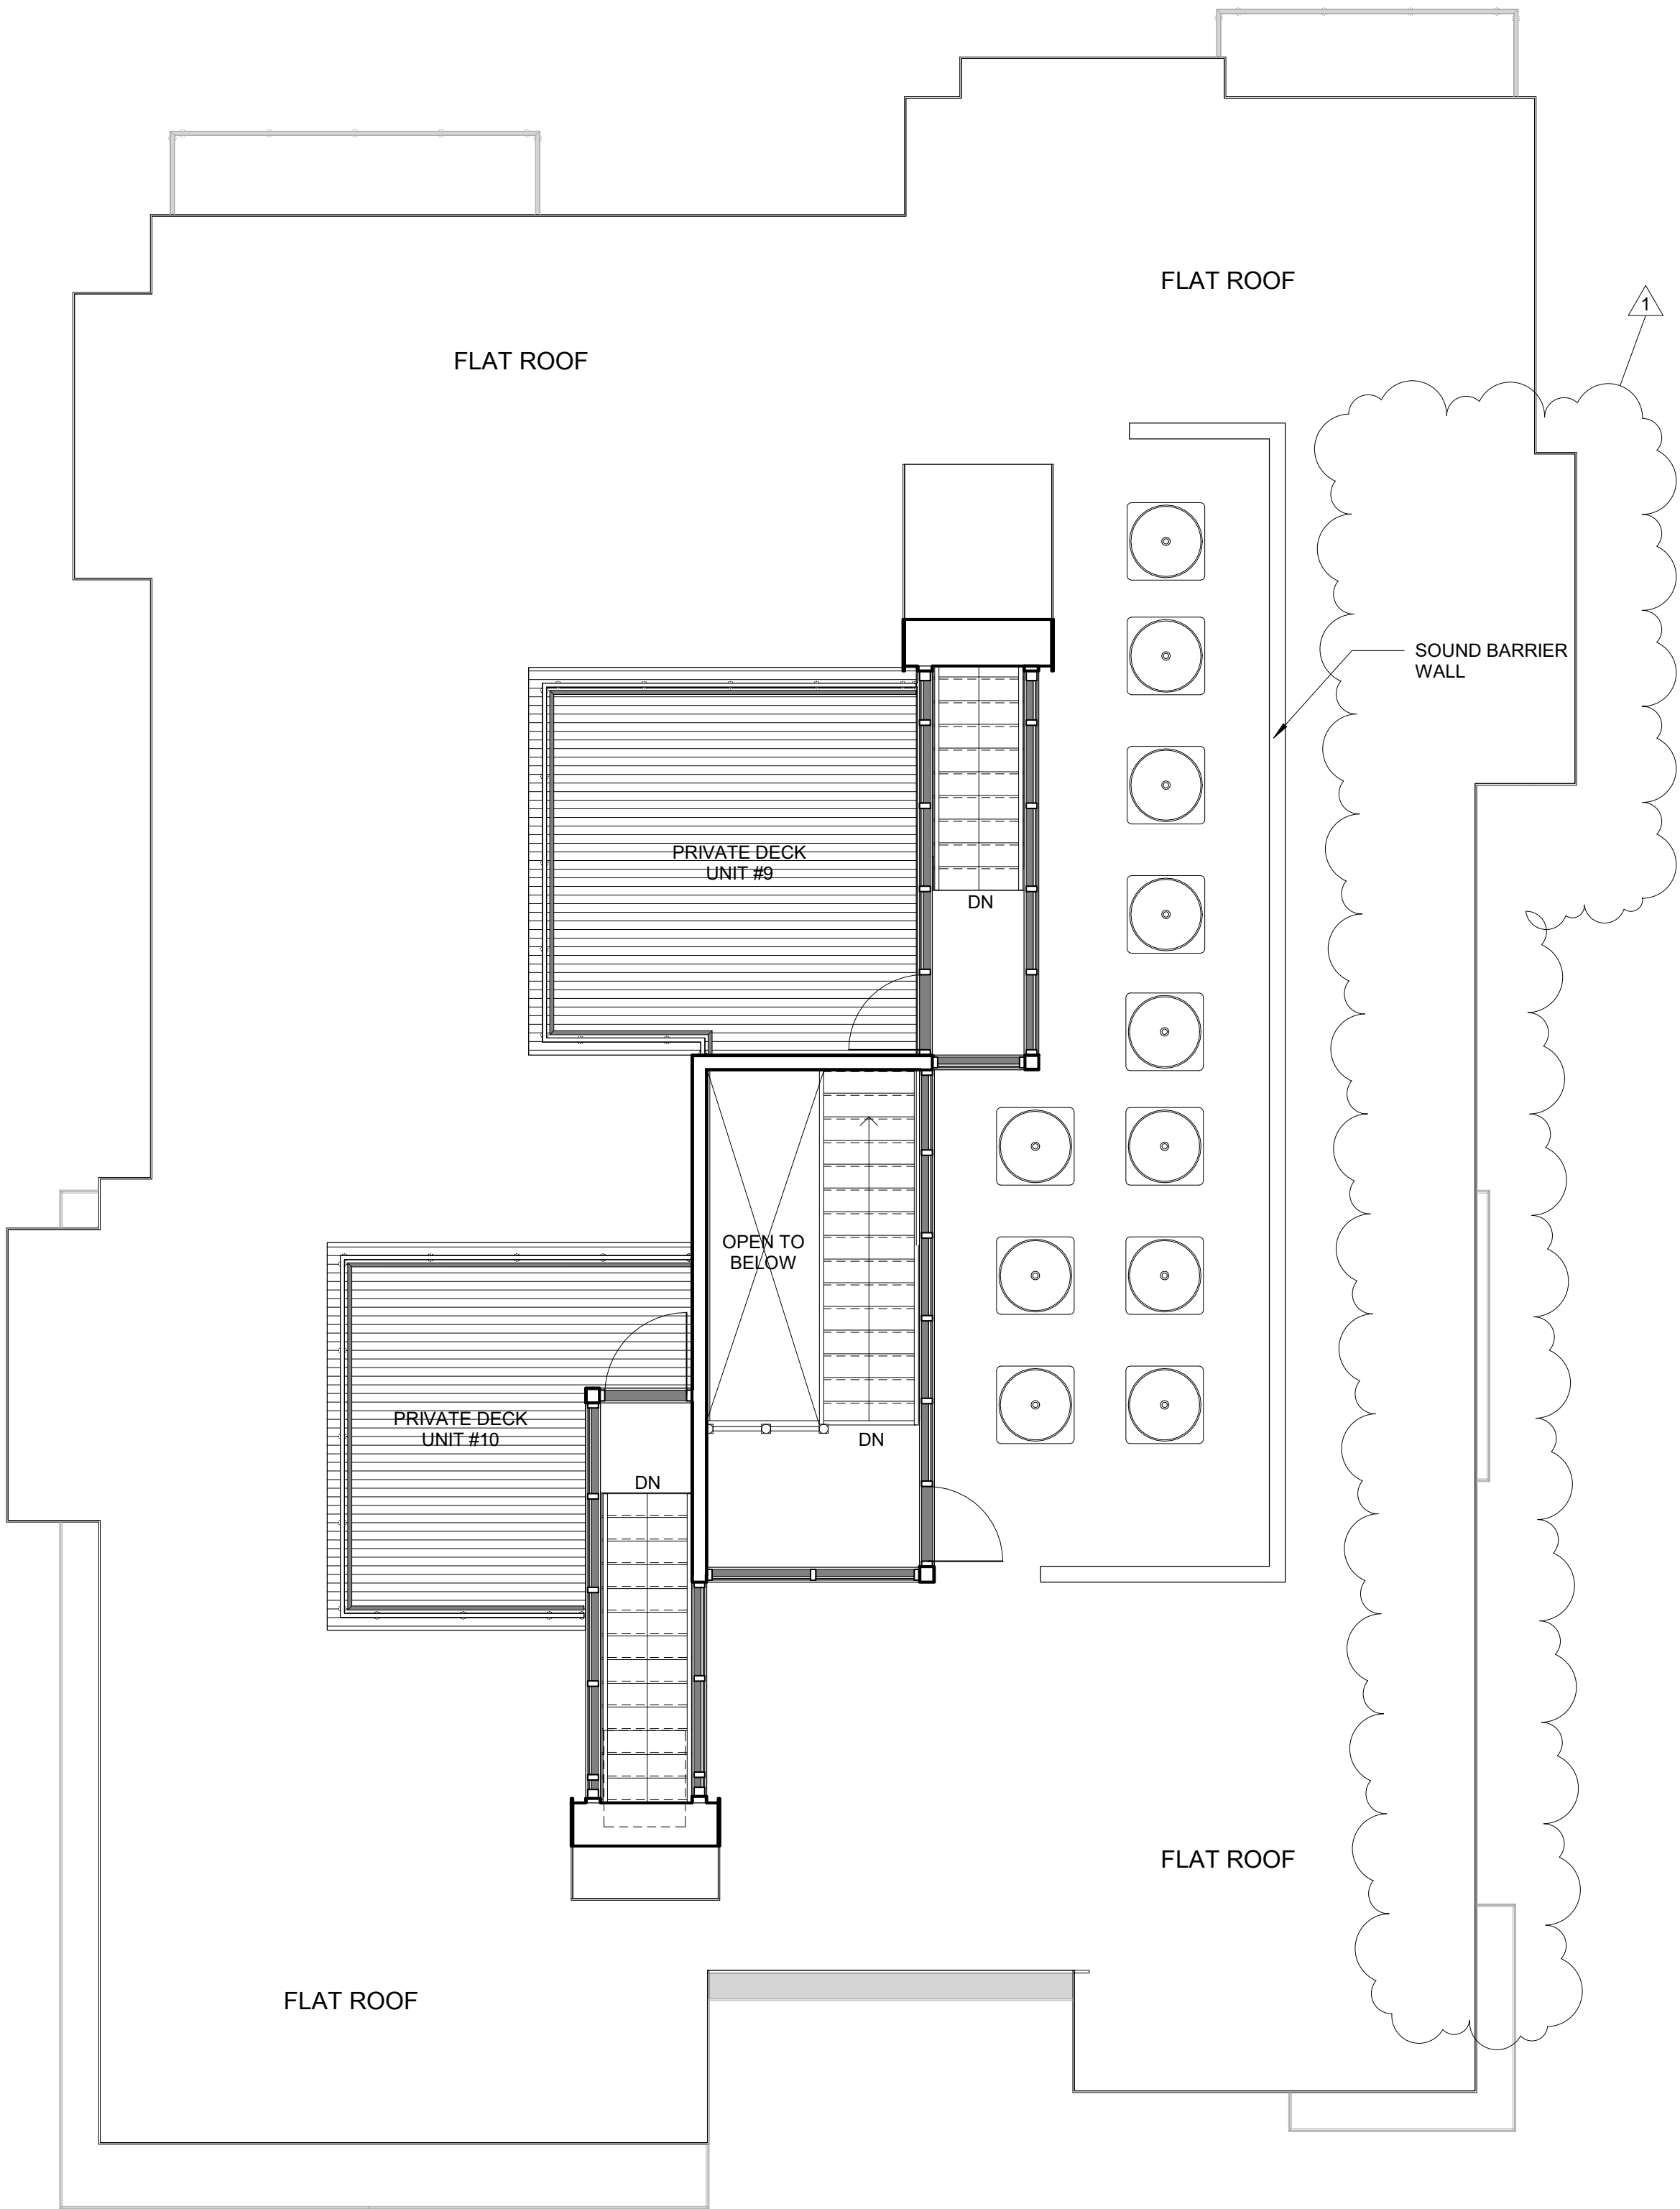 FLAT ROOF
1
FLAT ROOF
SOUND BARRIER
WALL
PRIVATE DECK
UNIT #9
DN
OPEN TO
BELOW
PRIVATE DECK
UNIT #10
DN
DN
FLAT ROOF
FLAT ROOF